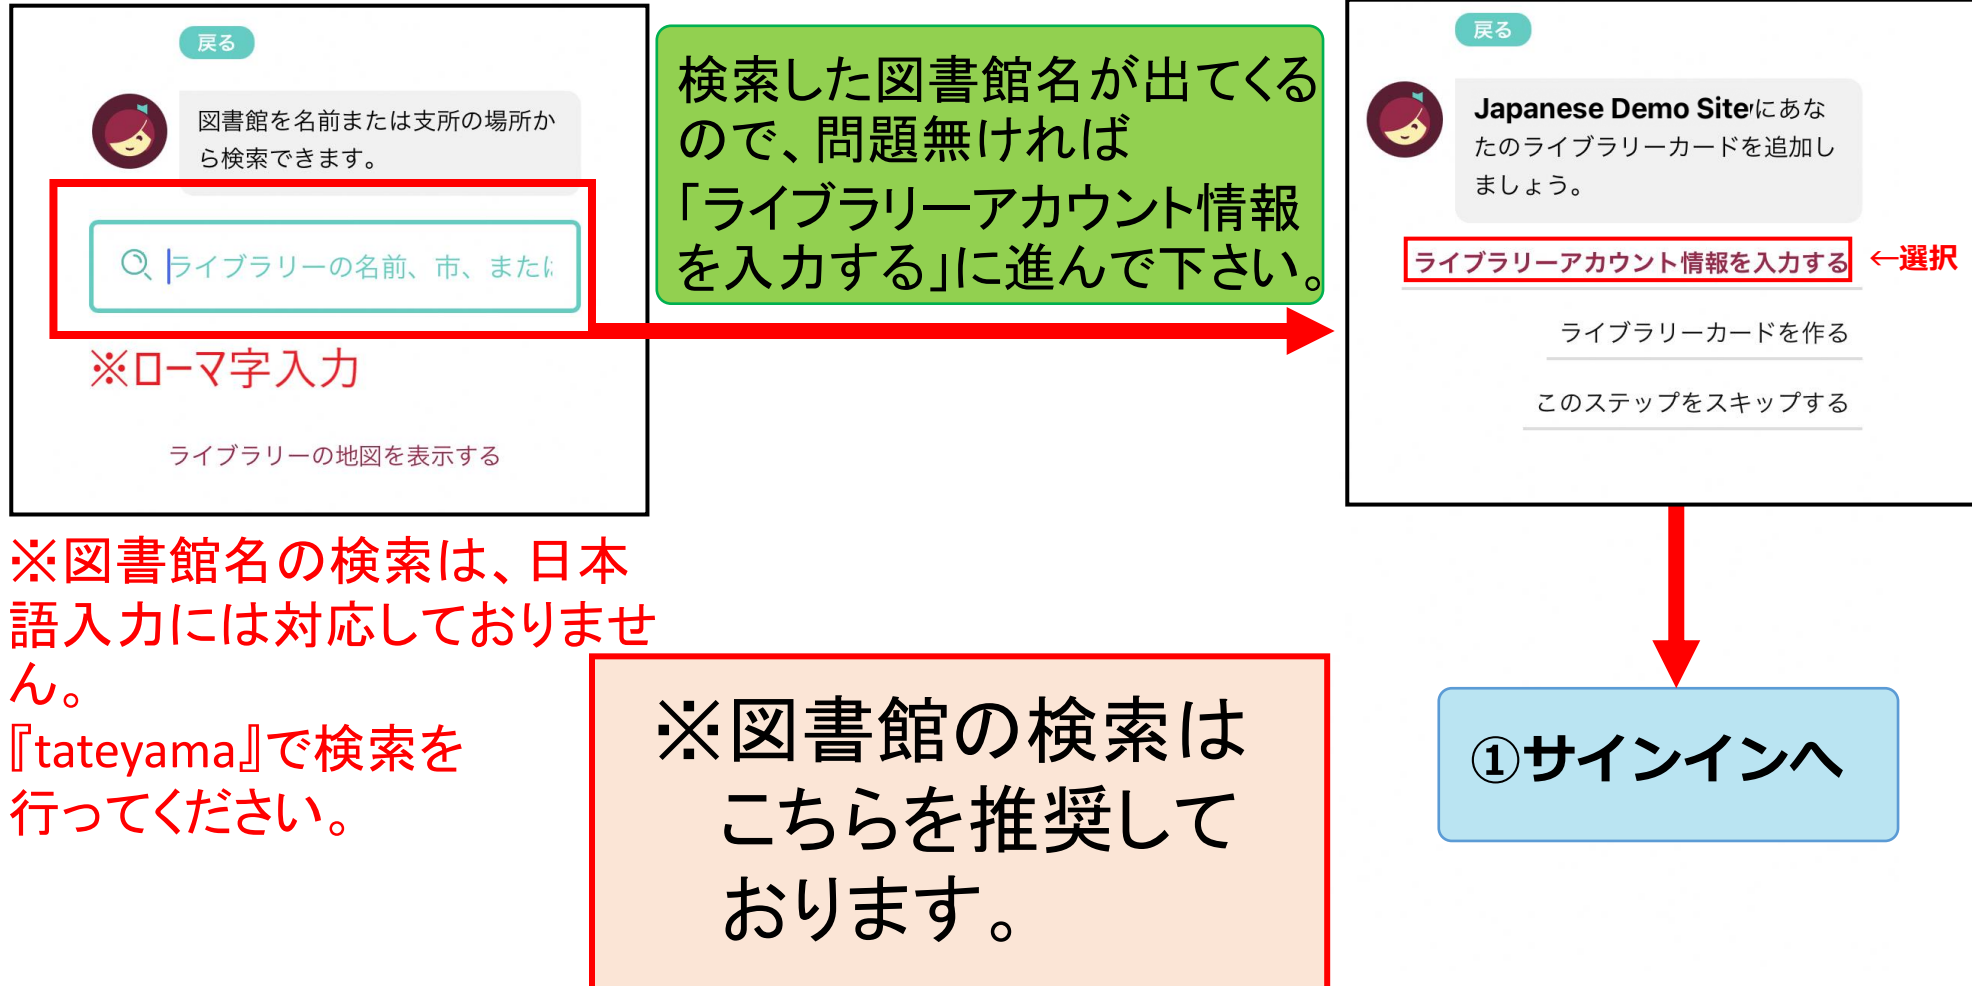 戻る
図書館を名前または支所の場所か
ら検索できます。
ライブラリーの名前、市、または
※ローマ字入力
ライブラリーの地図を表示する
※図書館名の検索は、日本
語入力には対応しておりませ
ん。
『tateyama』で検索を
行ってください。
検索した図書館名が出てくる
ので、問題無ければ
「ライブラリーアカウント情報
を入力する」に進んで下さい。
※図書館の検索は
こちらを推奨して
おります。
戻る
Japanese Demo Siteにあな
たのライブラリーカードを追加し
ましょう。
ライブラリーアカウント情報を入力する ←選択
ライブラリーカードを作る
このステップをスキップする
①サインインへ